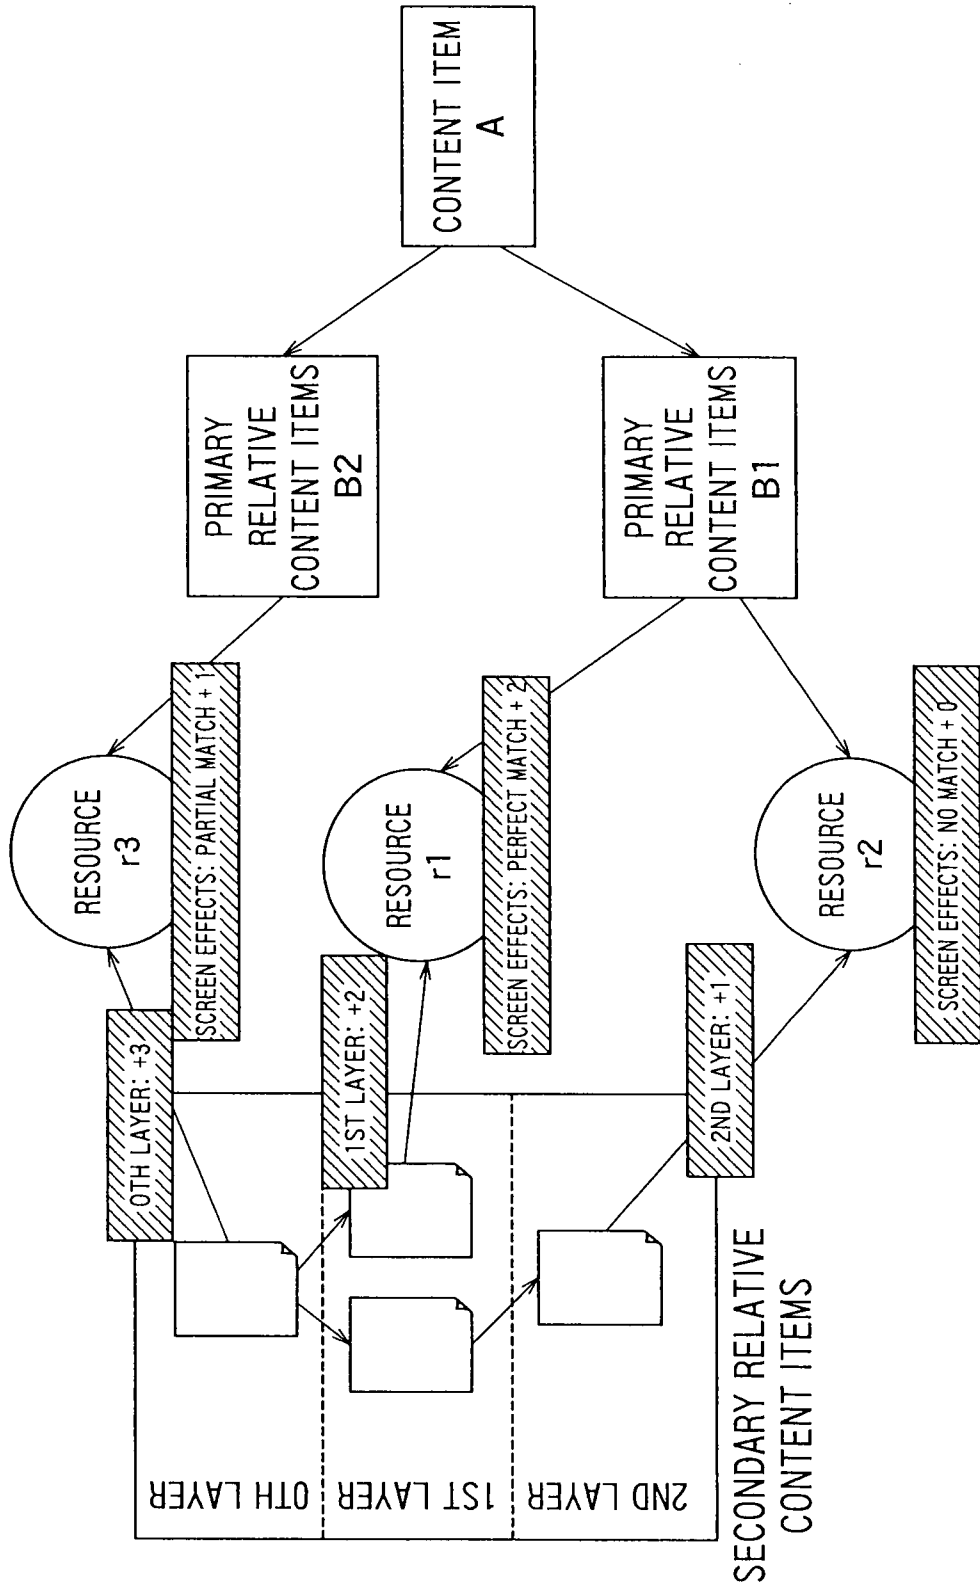 CONTENT ITEM
A
PRIMARY
RELATIVE
CONTENT ITEMS
B2
PRIMARY
RELATIVE
CONTENT ITEMS
B1
RESOURCE
r3
SCREEN EFFECTS: PARTIAL MATCH + 1
RESOURCE
r1
SCREEN EFFECTS: PERFECT MATCH + 2
RESOURCE
r2
SCREEN EFFECTS: NO MATCH + 0
0TH LAYER: +3
1ST LAYER: +2
2ND LAYER: +1
0TH LAYER
1ST LAYER
2ND LAYER
SECONDARY RELATIVE
CONTENT ITEMS